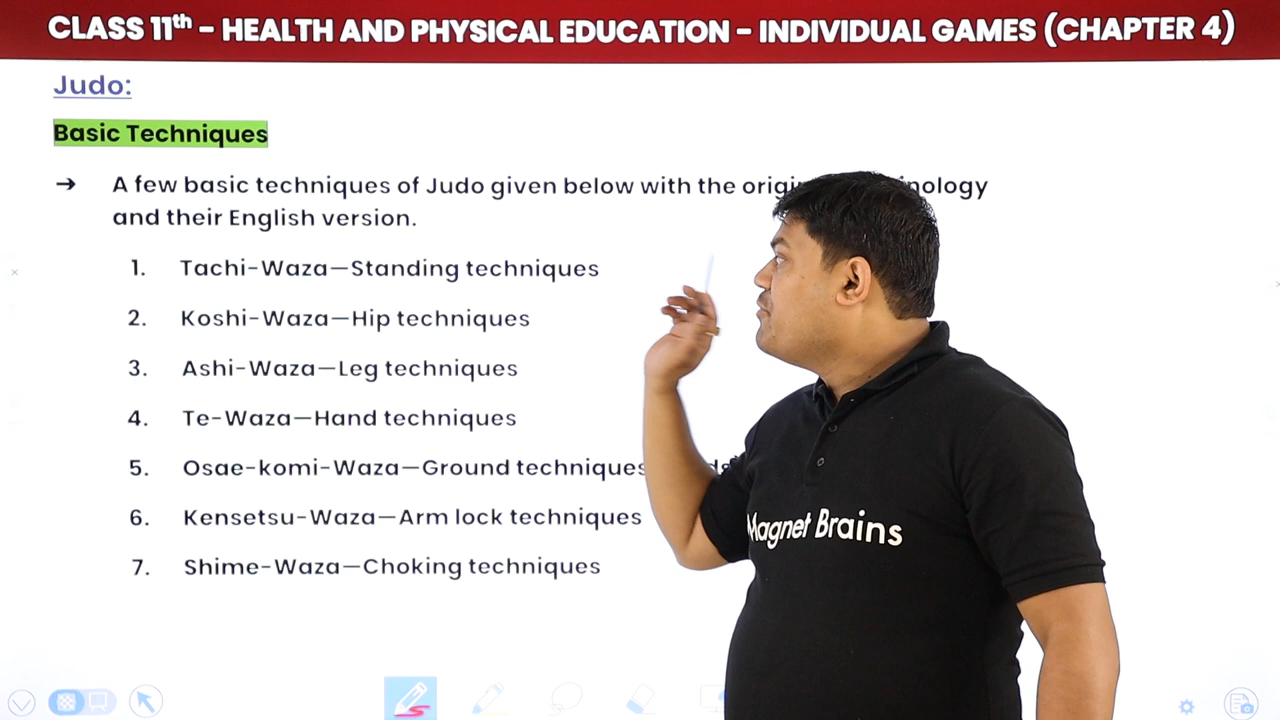 CLASS 11th – HEALTH AND PHYSICAL EDUCATION – INDIVIDUAL GAMES (CHAPTER 4)
Judo:
Basic Techniques
→ A few basic techniques of Judo given below with the
and their English version.
1. Tachi-Waza—Standing techniques
2. Koshi-Waza—Hip techniques
3. Ashi-Waza—Leg techniques
4. Te-Waza—Hand techniques
5. Osae-komi-Waza—Ground techniques
6. Kensetsu-Waza—Arm lock techniques
7. Shime-Waza—Choking techniques
Magnet Brains